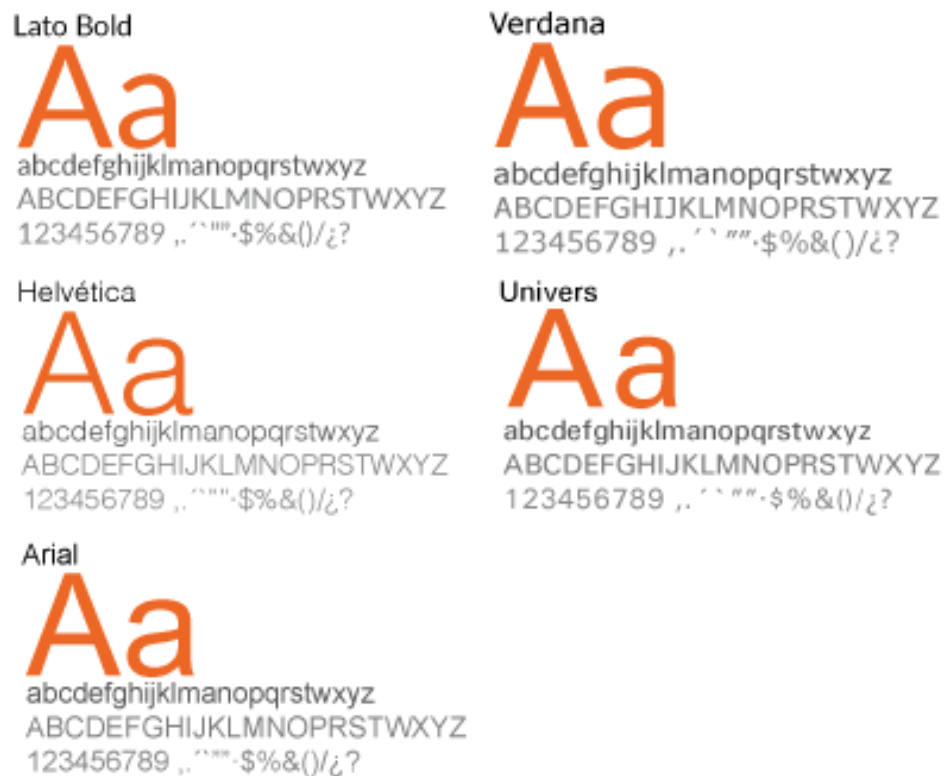 Lato Bold
Aa
abcdefghijklmanopqrstwxyz
ABCDEFGHIJKLMNOPRSTWXYZ
123456789 ,.´`""·$%&()/¿?
Verdana
Aa
abcdefghijklmanopqrstwxyz
ABCDEFGHIJKLMNOPRSTWXYZ
123456789 ,.´`""·$%&()/¿?
Helvética
Aa
abcdefghijklmanopqrstwxyz
ABCDEFGHIJKLMNOPRSTWXYZ
123456789 ,.´`""·$%&()/¿?
Univers
Aa
abcdefghijklmanopqrstwxyz
ABCDEFGHIJKLMNOPRSTWXYZ
123456789 ,.´`""·$%&()/¿?
Arial
Aa
abcdefghijklmanopqrstwxyz
ABCDEFGHIJKLMNOPRSTWXYZ
123456789 ,.´`""·$%&()/¿?